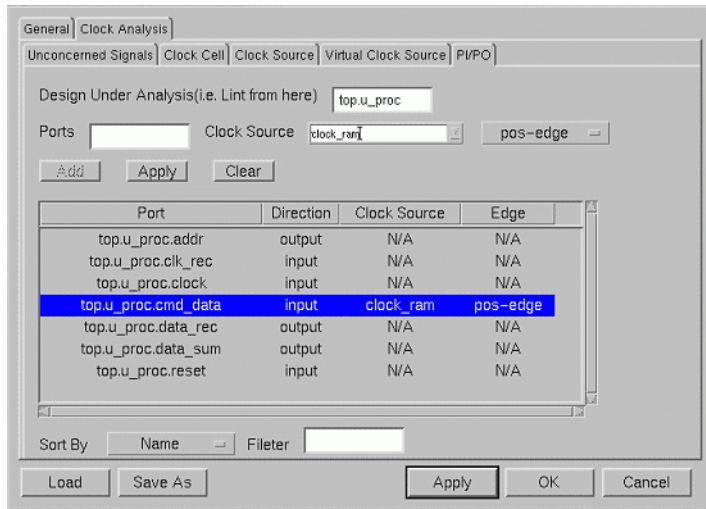 General Clock Analysis
Unconcerned Signals Clock Cell Clock Source Virtual Clock Source PI/PO
Design Under Analysis(i.e. Lint from here) top.u_proc
Ports Clock Source clock_ram pos-edge
Add Apply Clear
Port Direction Clock Source Edge
top.u_proc.addr output N/A N/A
top.u_proc.clk_rec input N/A N/A
top.u_proc.clock input N/A N/A
top.u_proc.cmd_data input clock_ram pos-edge
top.u_proc.data_rec output N/A N/A
top.u_proc.data_sum output N/A N/A
top.u_proc.reset input N/A N/A
Sort By Name Fileter
Load Save As Apply OK Cancel